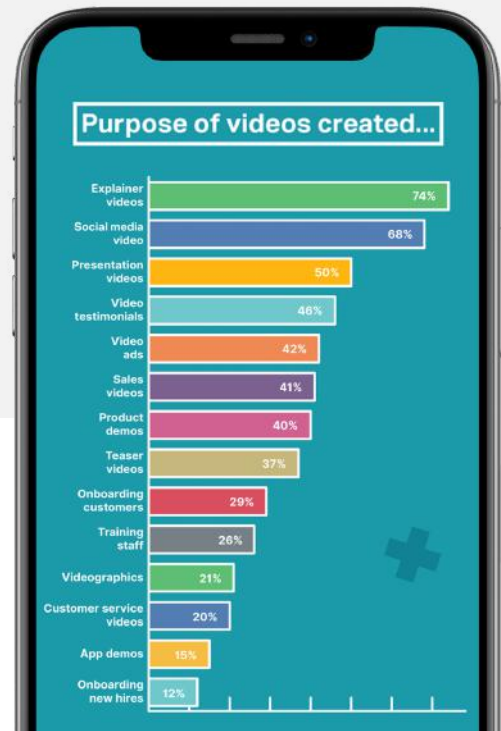 Purpose of videos created...
Explainer
videos
74%
Social media
video
68%
Presentation
videos
50%
Video
testimonials
46%
Video
ads
42%
Sales
videos
41%
Product
demos
40%
Teaser
videos
37%
Onboarding
customers
29%
Training
staff
26%
Videographics
21%
Customer service
videos
20%
App demos
15%
Onboarding
new hires
12%